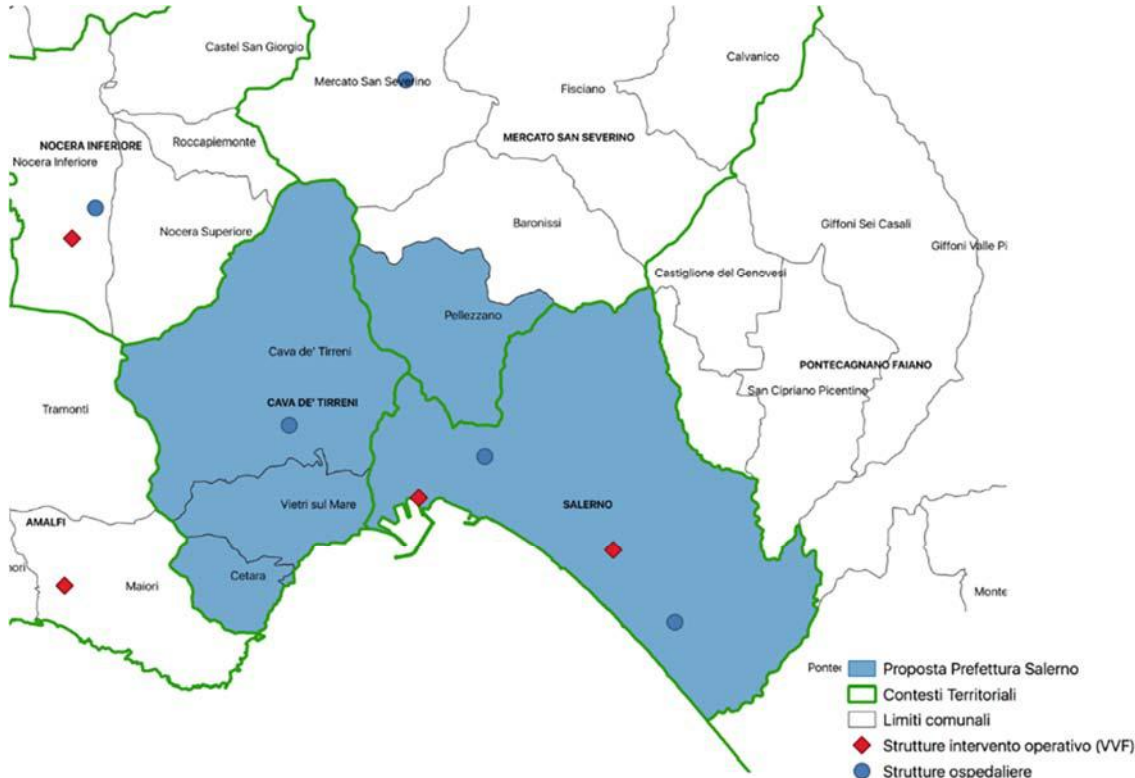 Castel San Giorgio
Calvanico
Mercato San Severino
Fisciano
MERCATO SAN SEVERINO
Roccapiemonte
NOCERA INFERIORE
Nocera Inferiore
Baronissi
Giffoni Sei Casali
Nocera Superiore
Giffoni Valle Pi
Castiglione del Genovesi
Pellezzano
Cava de' Tirreni
PONTECAGNANO FAIANO
San Cipriano Picentino
CAVA DE' TIRRENI
Tramonti
Vietri sul Mare
SALERNO
AMALFI
nori
Cetara
Maiori
Monte
Ponte
Proposta Prefettura Salerno
Contesti Territoriali
Limiti comunali
Strutture intervento operativo (VVF)
Strutture ospedaliere